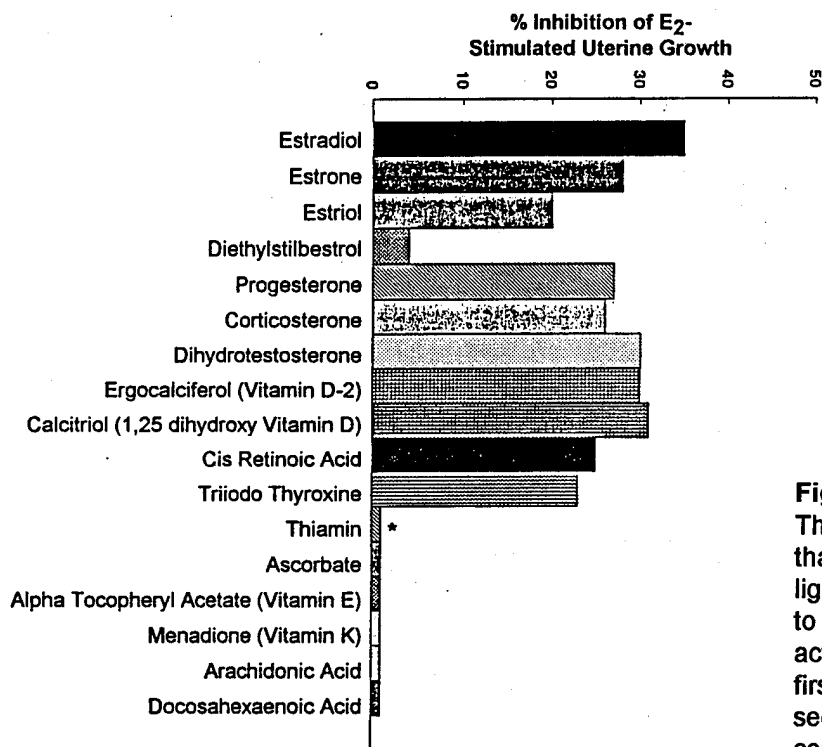 % Inhibition of E2-
Stimulated Uterine Growth
0 10 20 30 40 50
Estradiol
Estrone
Estriol
Diethylstilbestrol
Progesterone
Corticosterone
Dihydrotestosterone
Ergocalciferol (Vitamin D-2)
Calcitriol (1,25 dihydroxy Vitamin D)
Cis Retinoic Acid
Triiodo Thyroxine
Thiamin *
Ascorbate
Alpha Tocopheryl Acetate (Vitamin E)
Menadione (Vitamin K)
Arachidonic Acid
Docosahexaenoic Acid
Fig
Th
tha
lig
to
ac
firs
se